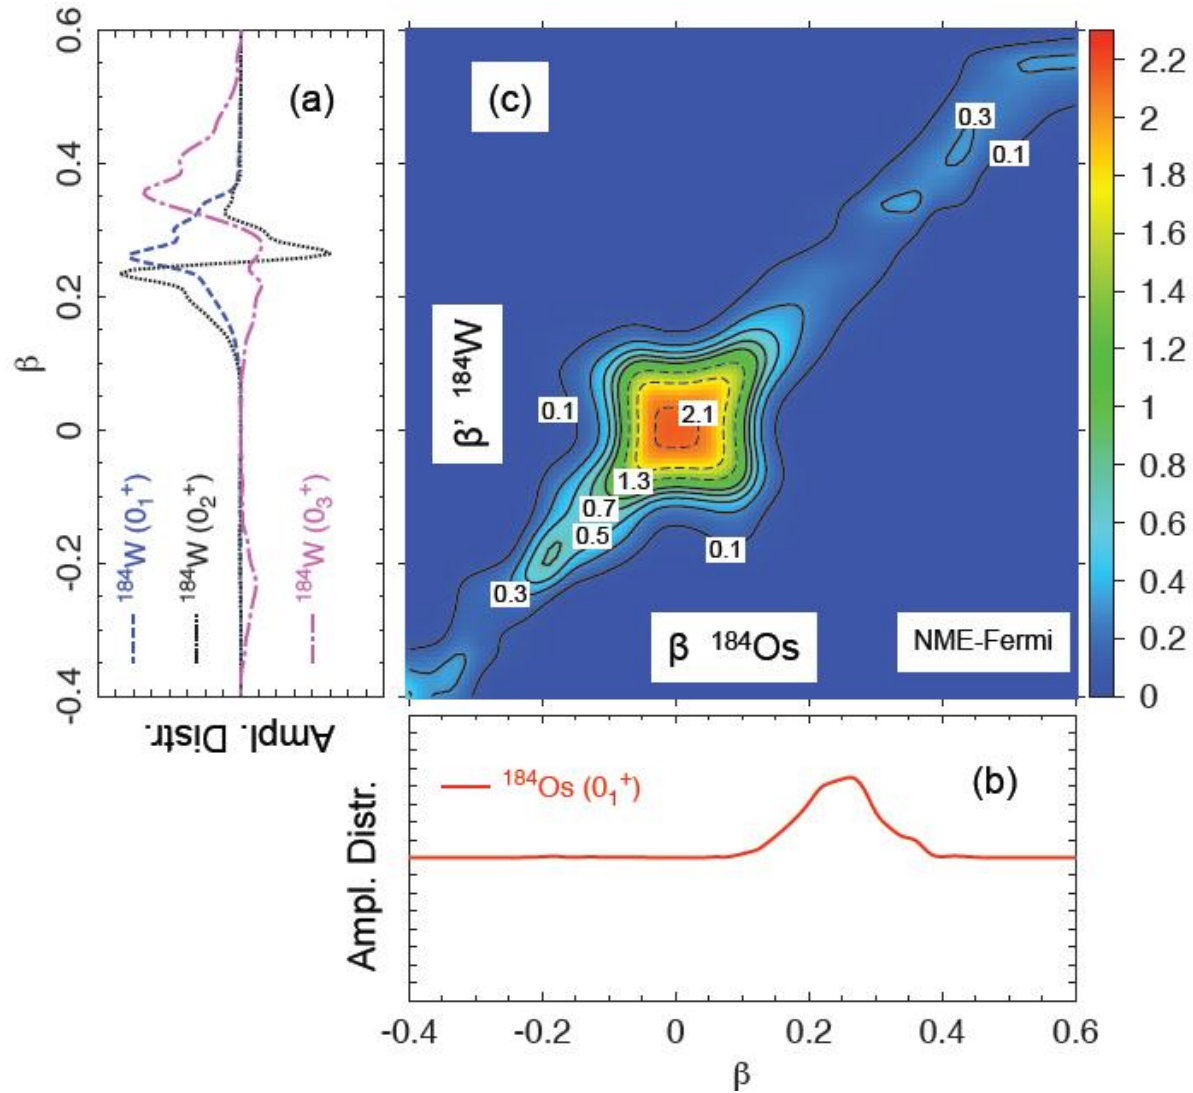 0.6
0.4
0.2
0
-0.2
-0.4
β
(a)
¹⁸⁴W (0₁⁺)
¹⁸⁴W (0₂⁺)
¹⁸⁴W (0₃⁺)
Ampl. Distr.
(c)
β' ¹⁸⁴W
0.3
0.1
0.1
2.1
1.3
0.7
0.5
0.1
0.3
β ¹⁸⁴Os
NME-Fermi
2.2
2
1.8
1.6
1.4
1.2
1
0.8
0.6
0.4
0.2
0
Ampl. Distr.
¹⁸⁴Os (0₁⁺)
(b)
-0.4 -0.2 0 0.2 0.4 0.6
β